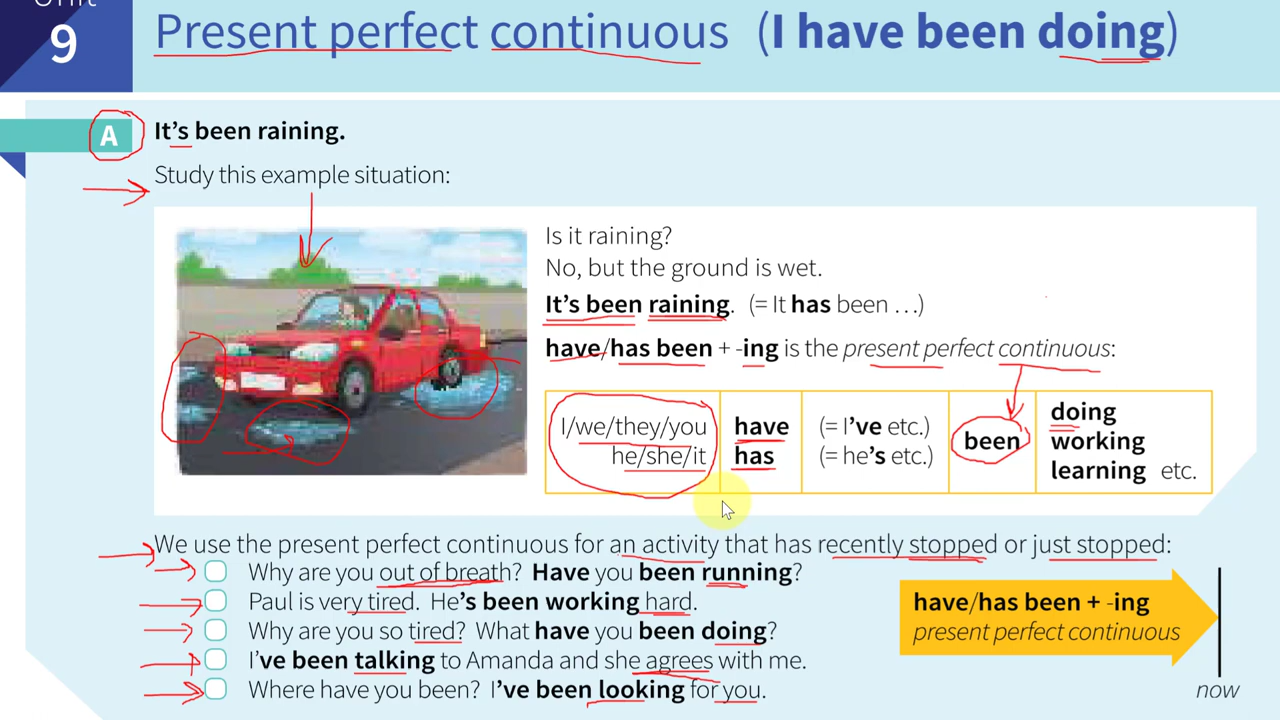 Unit
9
Present perfect continuous (I have been doing)
A
It's been raining.
Study this example situation:
Is it raining?
No, but the ground is wet.
It's been raining. (= It has been …)
have/has been + -ing is the present perfect continuous:
I/we/they/you have (= I've etc.) been doing
he/she/it has (= he's etc.) working
learning etc.
We use the present perfect continuous for an activity that has recently stopped or just stopped:
Why are you out of breath? Have you been running?
Paul is very tired. He's been working hard.
Why are you so tired? What have you been doing?
I've been talking to Amanda and she agrees with me.
Where have you been? I've been looking for you.
have/has been + -ing
present perfect continuous
now